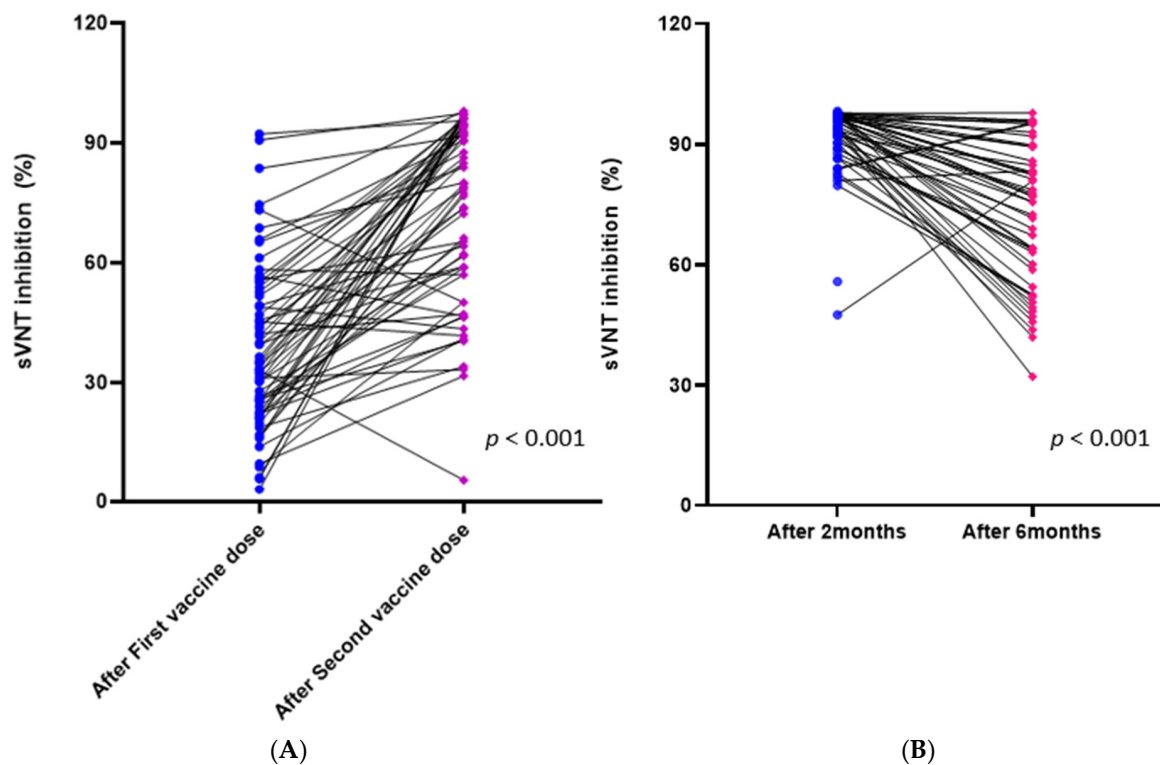 120
90
60
30
0
sVNT inhibition (%)
p < 0.001
After First vaccine dose
After Second vaccine dose
(A)
120
90
60
30
0
sVNT inhibition (%)
p < 0.001
After 2months
After 6months
(B)